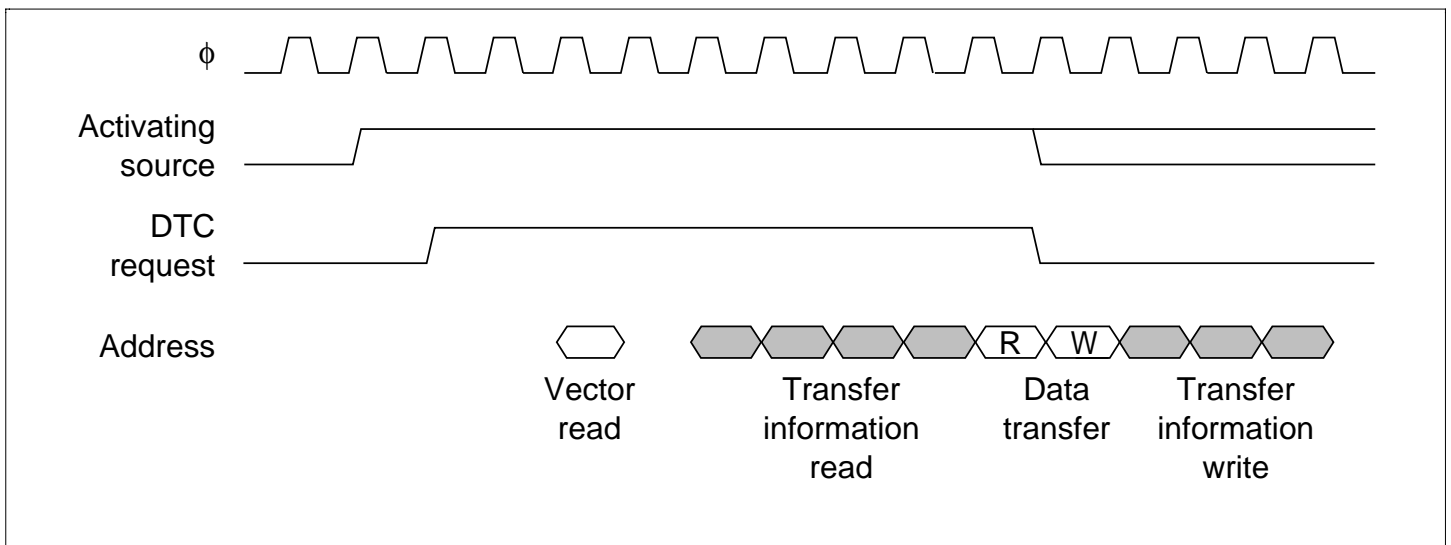 ϕ
Activating
source
DTC
request
Address
R
W
Vector
read
Transfer
information
read
Data
transfer
Transfer
information
write